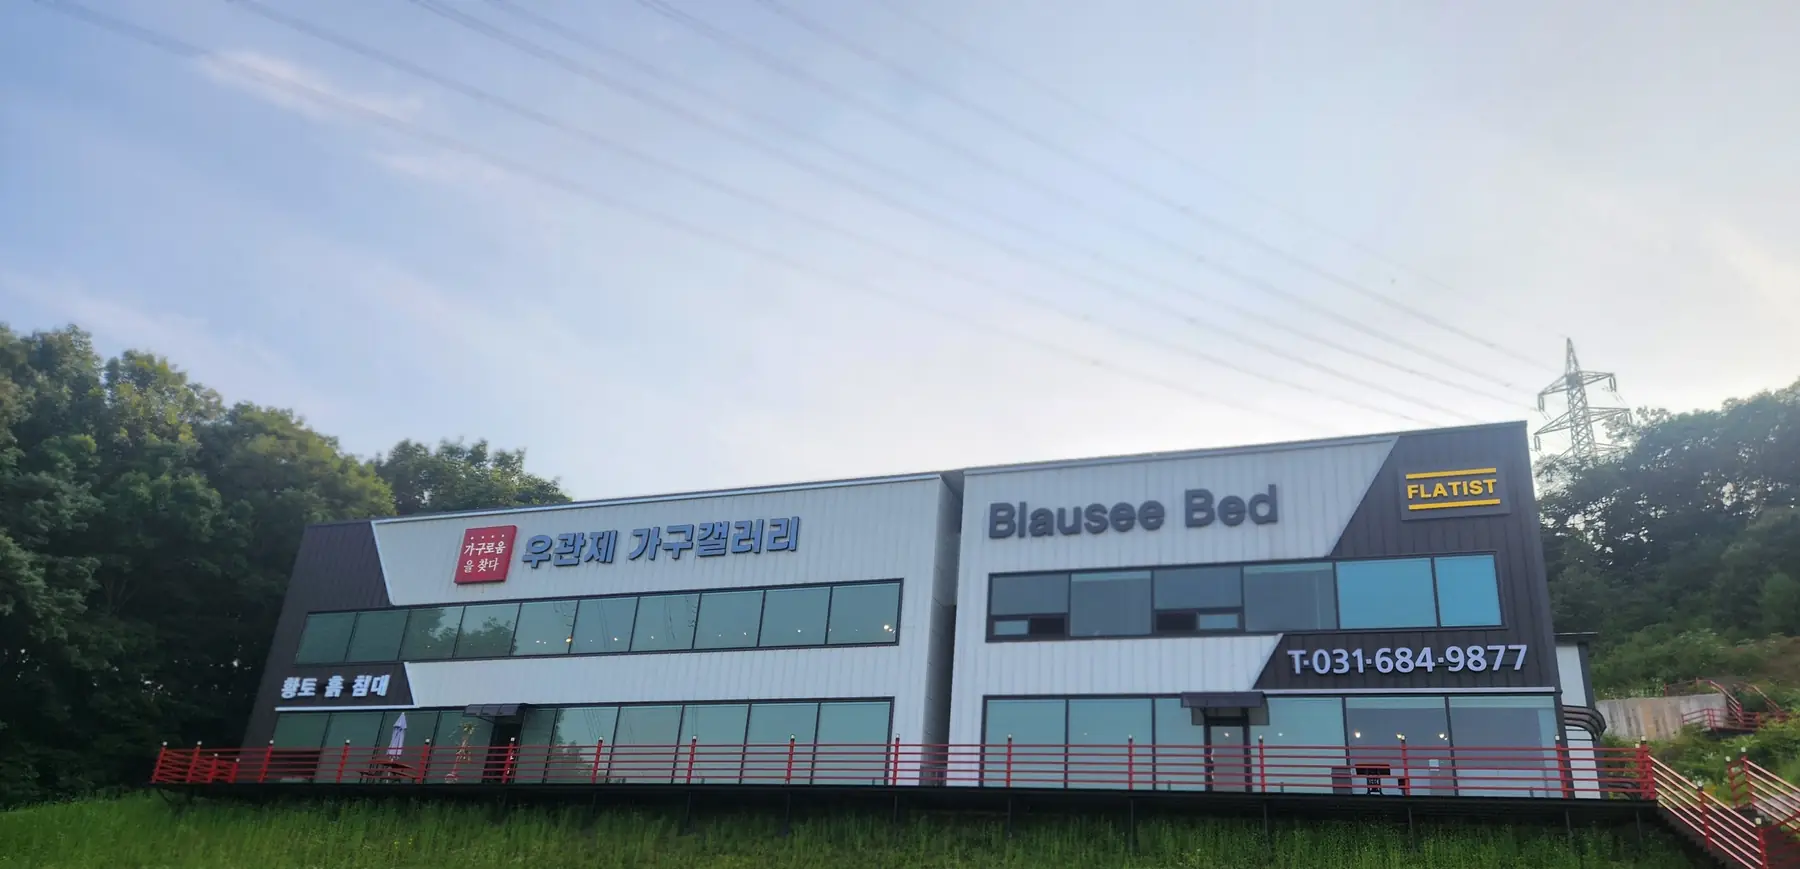 가구로움
을 찾다
우관제 가구갤러리
황토 흙 침대
Blausee Bed
FLATIST
T·031·684·9877